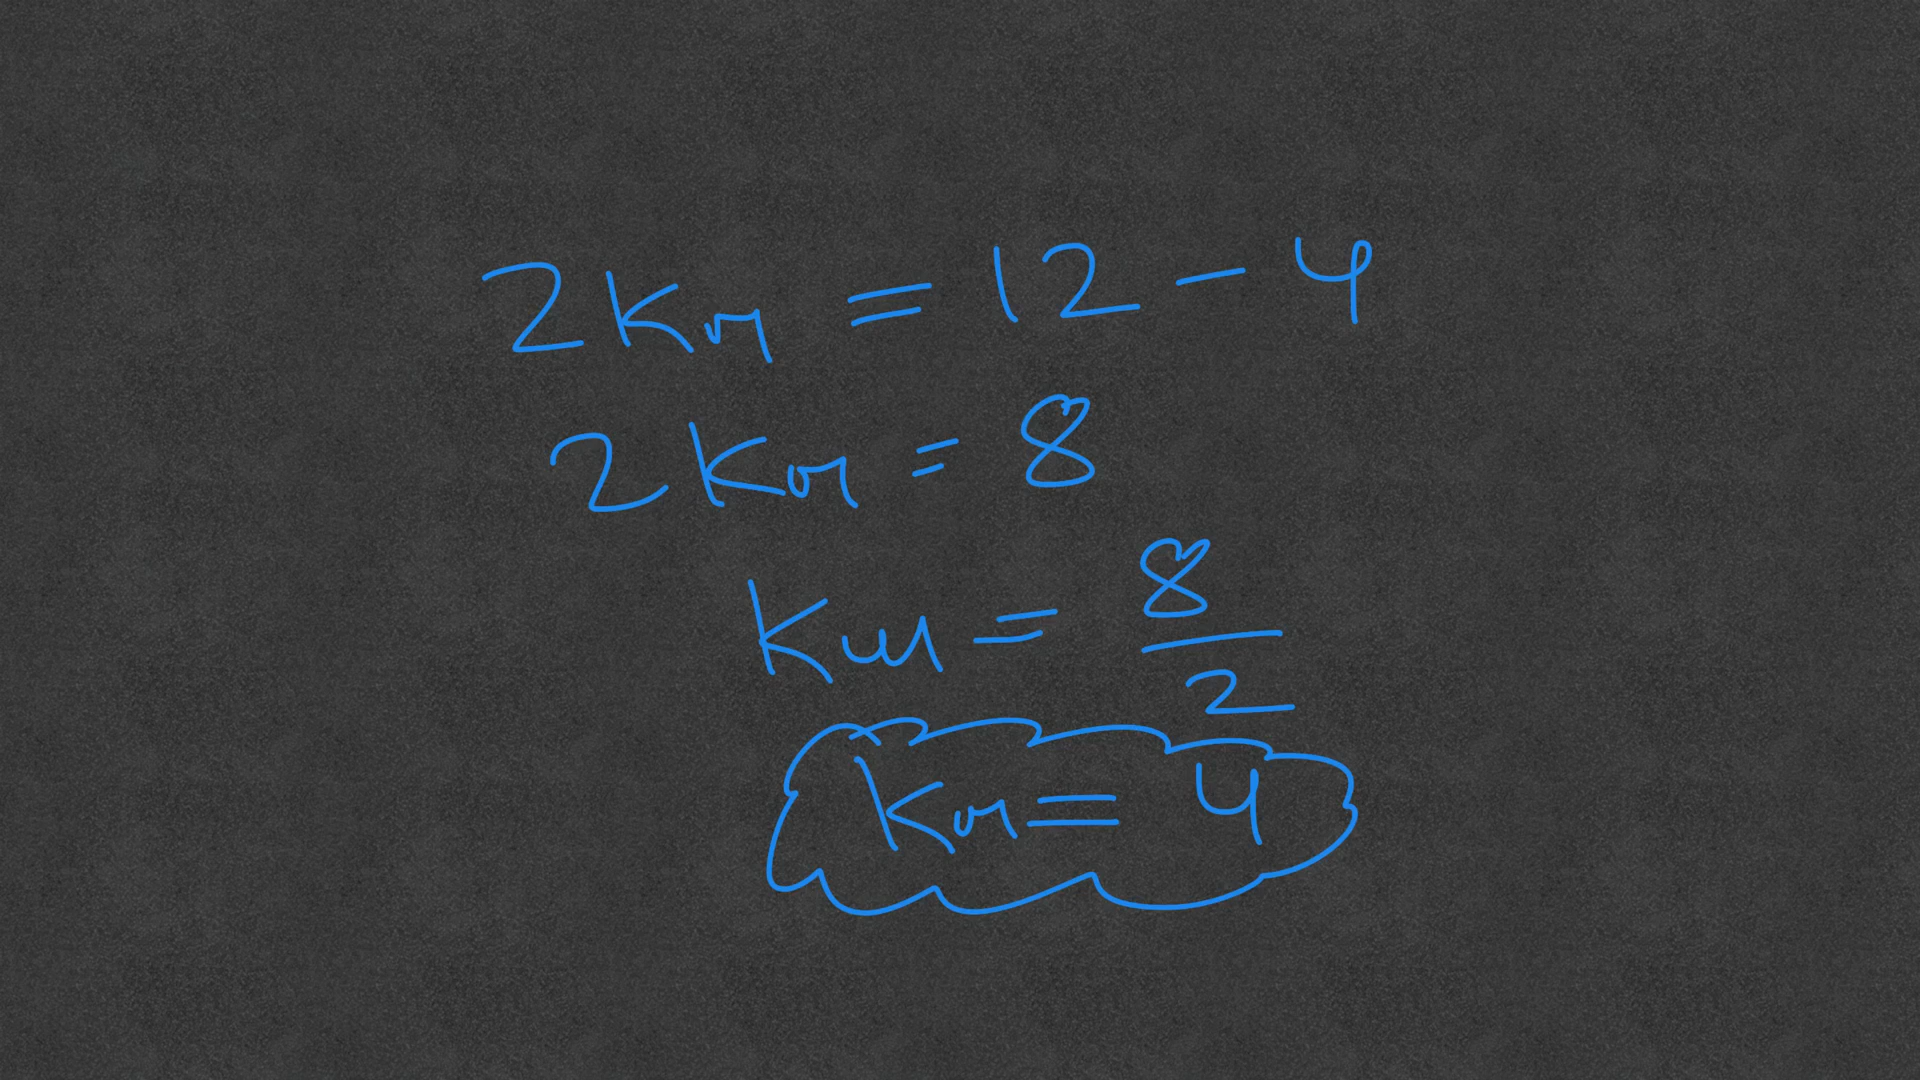 2Km = 12 - 4
2Km = 8
Km = 8/2
Km = 4